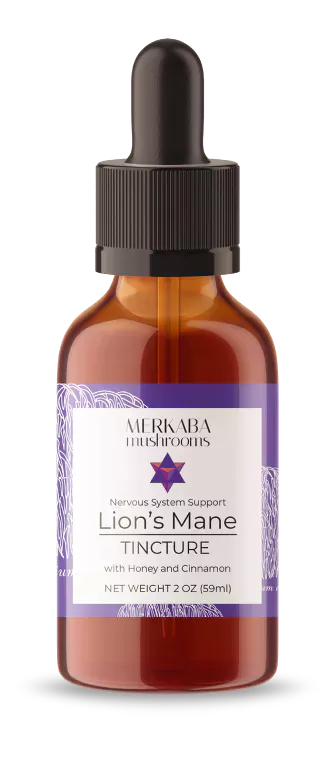 MERKABA
mushrooms
Nervous System Support
Lion's Mane
TINCTURE
with Honey and Cinnamon
NET WEIGHT 2 OZ (59ml)